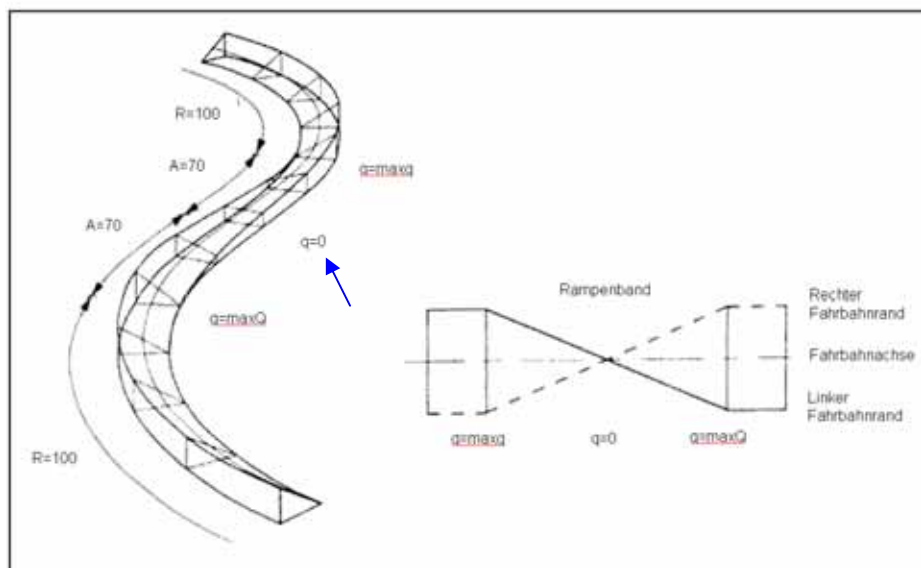 R=100
A=70
q=maxq
A=70
q=0
q=maxQ
R=100
Rampenband
Rechter
Fahrbahnrand
Fahrbahnachse
Linker
Fahrbahnrand
q=maxq
q=0
q=maxQ